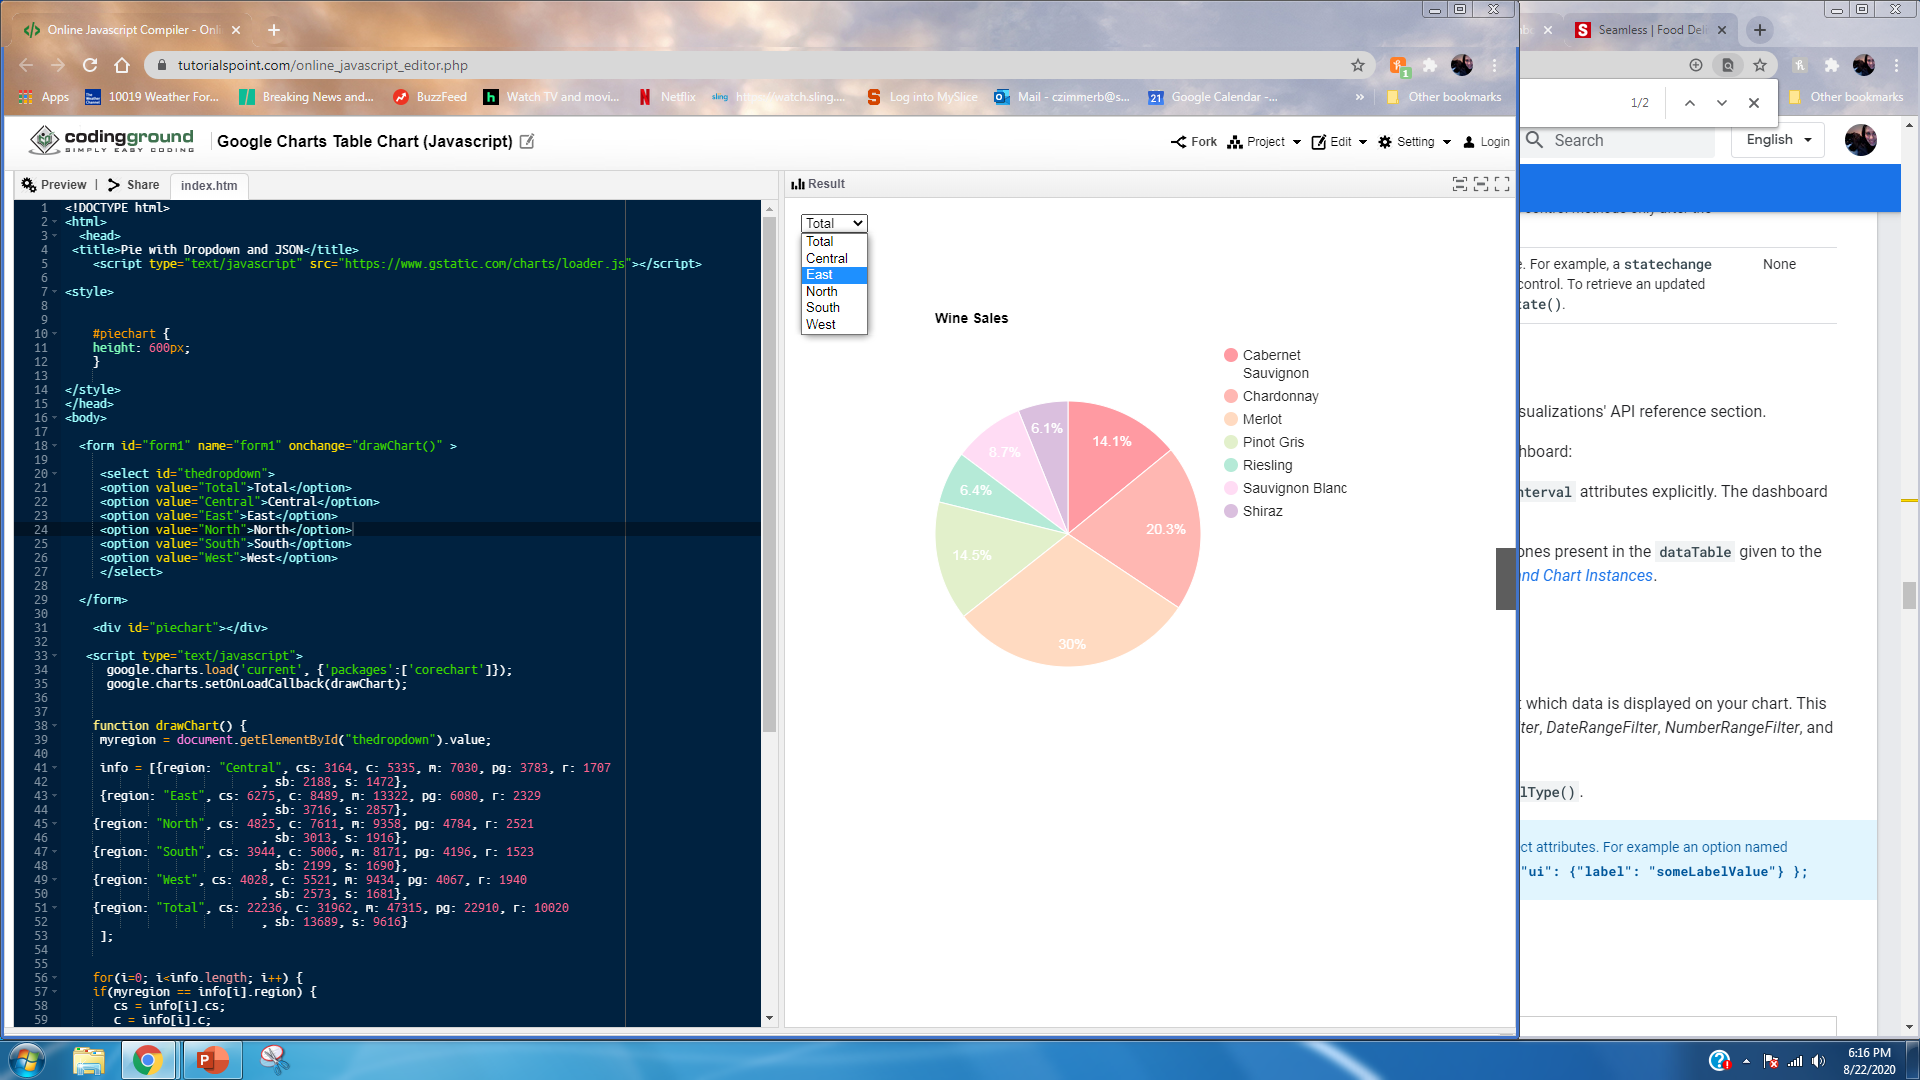 Online Javascript Compiler - Onl
Seamless | Food Del
tutorialspoint.com/online_javascript_editor.php
1
Apps
10019 Weather For...
Breaking News and...
BuzzFeed
Watch TV and movi...
Netflix
sling
https://watch.sling....
Log into MySlice
Mail - czimmerb@s...
21
Google Calendar -...
»
Other bookmarks
1/2
Other bookmarks
codingground
SIMPLY EASY CODING
Google Charts Table Chart (Javascript)
Fork
Project
Edit
Setting
Login
Search
English
Preview | Share
index.htm
Result
1 <!DOCTYPE html>
2 <html>
3 <head>
4 <title>Pie with Dropdown and JSON</title>
5 <script type="text/javascript" src="https://www.gstatic.com/charts/loader.js"></script>
6
7 <style>
8
9
10 #piechart {
11 height: 600px;
12 }
13
14 </style>
15 </head>
16 <body>
17
18 <form id="form1" name="form1" onchange="drawChart()" >
19
20 <select id="thedropdown">
21 <option value="Total">Total</option>
22 <option value="Central">Central</option>
23 <option value="East">East</option>
24 <option value="North">North</option>
25 <option value="South">South</option>
26 <option value="West">West</option>
27 </select>
28
29 </form>
30
31 <div id="piechart"></div>
32
33 <script type="text/javascript">
34 google.charts.load('current', {'packages':['corechart']});
35 google.charts.setOnLoadCallback(drawChart);
36
37
38 function drawChart() {
39 myregion = document.getElementById("thedropdown").value;
40
41 info = [{region: "Central", cs: 3164, c: 5335, m: 7030, pg: 3783, r: 1707
42 , sb: 2188, s: 1472},
43 {region: "East", cs: 6275, c: 8489, m: 13322, pg: 6080, r: 2329
44 , sb: 3716, s: 2857},
45 {region: "North", cs: 4825, c: 7611, m: 9358, pg: 4784, r: 2521
46 , sb: 3013, s: 1916},
47 {region: "South", cs: 3944, c: 5006, m: 8171, pg: 4196, r: 1523
48 , sb: 2199, s: 1690},
49 {region: "West", cs: 4028, c: 5521, m: 9434, pg: 4067, r: 1940
50 , sb: 2573, s: 1681},
51 {region: "Total", cs: 22236, c: 31962, m: 47315, pg: 22910, r: 10020
52 , sb: 13689, s: 9616}
53 ];
54
55
56 for(i=0; i<info.length; i++) {
57 if(myregion == info[i].region) {
58 cs = info[i].cs;
59 c = info[i].c;
Total
Total
Central
East
North
South
West
Wine Sales
Cabernet
Sauvignon
Chardonnay
Merlot
Pinot Gris
Riesling
Sauvignon Blanc
Shiraz
6.1%
14.1%
8.7%
6.4%
20.3%
14.5%
30%
e. For example, a statechange
None
control. To retrieve an updated
ate().
sualizations' API reference section.
hboard:
nterval attributes explicitly. The dashboard
ones present in the dataTable given to the
nd Chart Instances.
t which data is displayed on your chart. This
ter, DateRangeFilter, NumberRangeFilter, and
lType().
ct attributes. For example an option named
"ui": {"label": "someLabelValue"} };
6:16 PM
8/22/2020